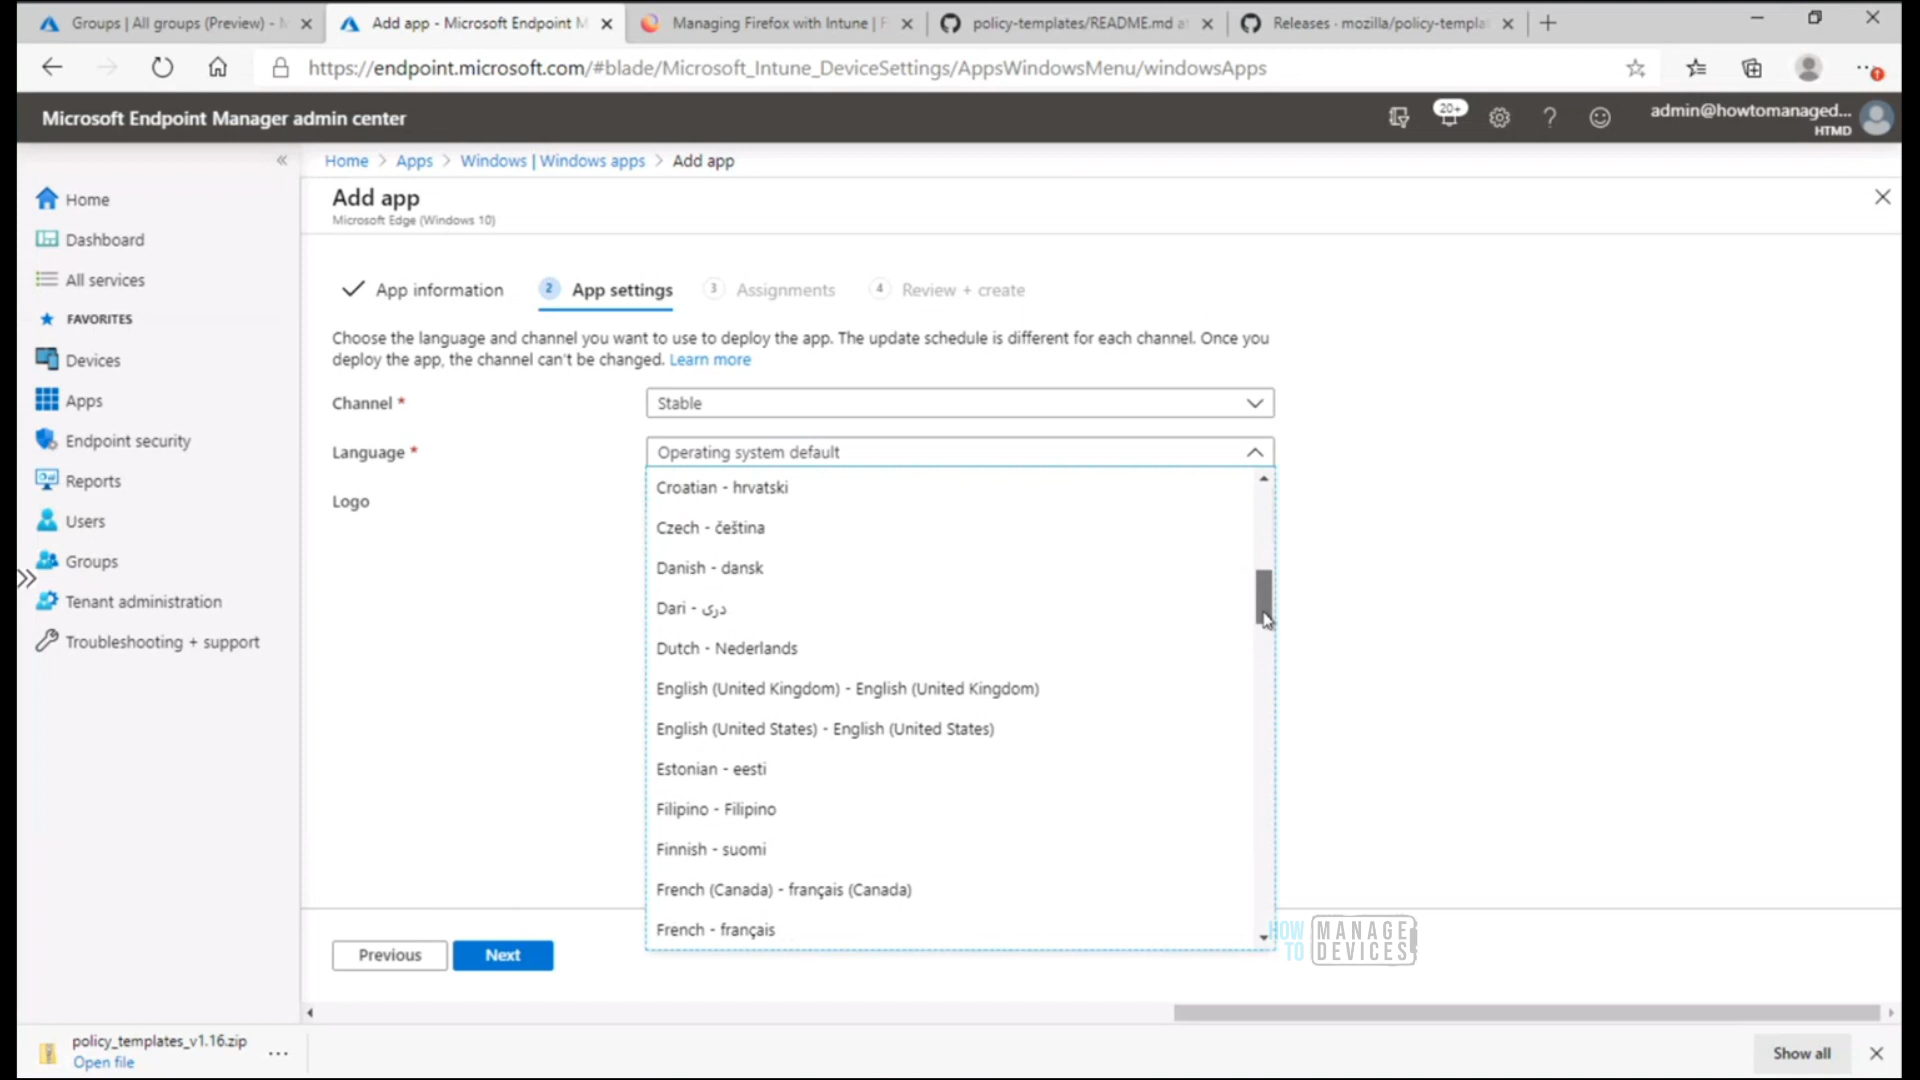 Groups | All groups (Preview) - M
Add app - Microsoft Endpoint M
Managing Firefox with Intune | F
policy-templates/README.md a
Releases · mozilla/policy-templa
https://endpoint.microsoft.com/#blade/Microsoft_Intune_DeviceSettings/AppsWindowsMenu/windowsApps
Microsoft Endpoint Manager admin center
20+
admin@howtomanaged...
HTMD
Home > Apps > Windows | Windows apps > Add app
Add app
Microsoft Edge (Windows 10)
Home
Dashboard
All services
FAVORITES
Devices
Apps
Endpoint security
Reports
Users
Groups
Tenant administration
Troubleshooting + support
App information
2 App settings
3 Assignments
4 Review + create
Choose the language and channel you want to use to deploy the app. The update schedule is different for each channel. Once you
deploy the app, the channel can't be changed. Learn more
Channel *
Stable
Language *
Operating system default
Logo
Croatian - hrvatski
Czech - čeština
Danish - dansk
Dari - دری
Dutch - Nederlands
English (United Kingdom) - English (United Kingdom)
English (United States) - English (United States)
Estonian - eesti
Filipino - Filipino
Finnish - suomi
French (Canada) - français (Canada)
French - français
Previous
Next
HOW TO MANAGE DEVICES
policy_templates_v1.16.zip
Open file
Show all